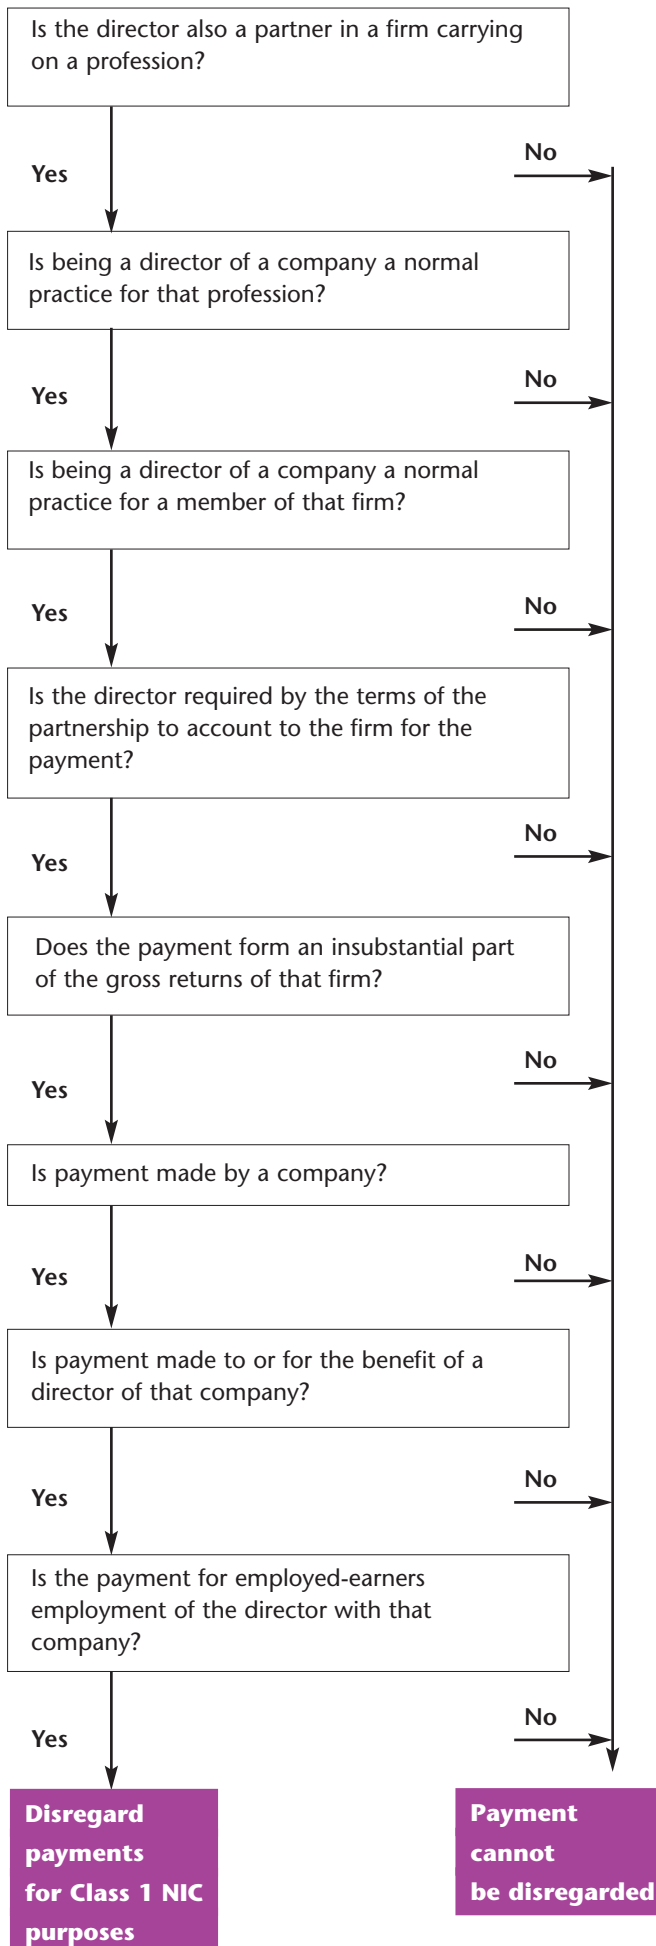 Is the director also a partner in a firm carrying
on a profession?
No
Yes
Is being a director of a company a normal
practice for that profession?
No
Yes
Is being a director of a company a normal
practice for a member of that firm?
No
Yes
Is the director required by the terms of the
partnership to account to the firm for the
payment?
No
Yes
Does the payment form an insubstantial part
of the gross returns of that firm?
No
Yes
Is payment made by a company?
No
Yes
Is payment made to or for the benefit of a
director of that company?
No
Yes
Is the payment for employed-earners
employment of the director with that
company?
No
Yes
Disregard
payments
for Class 1 NIC
purposes
Payment
cannot
be disregarded